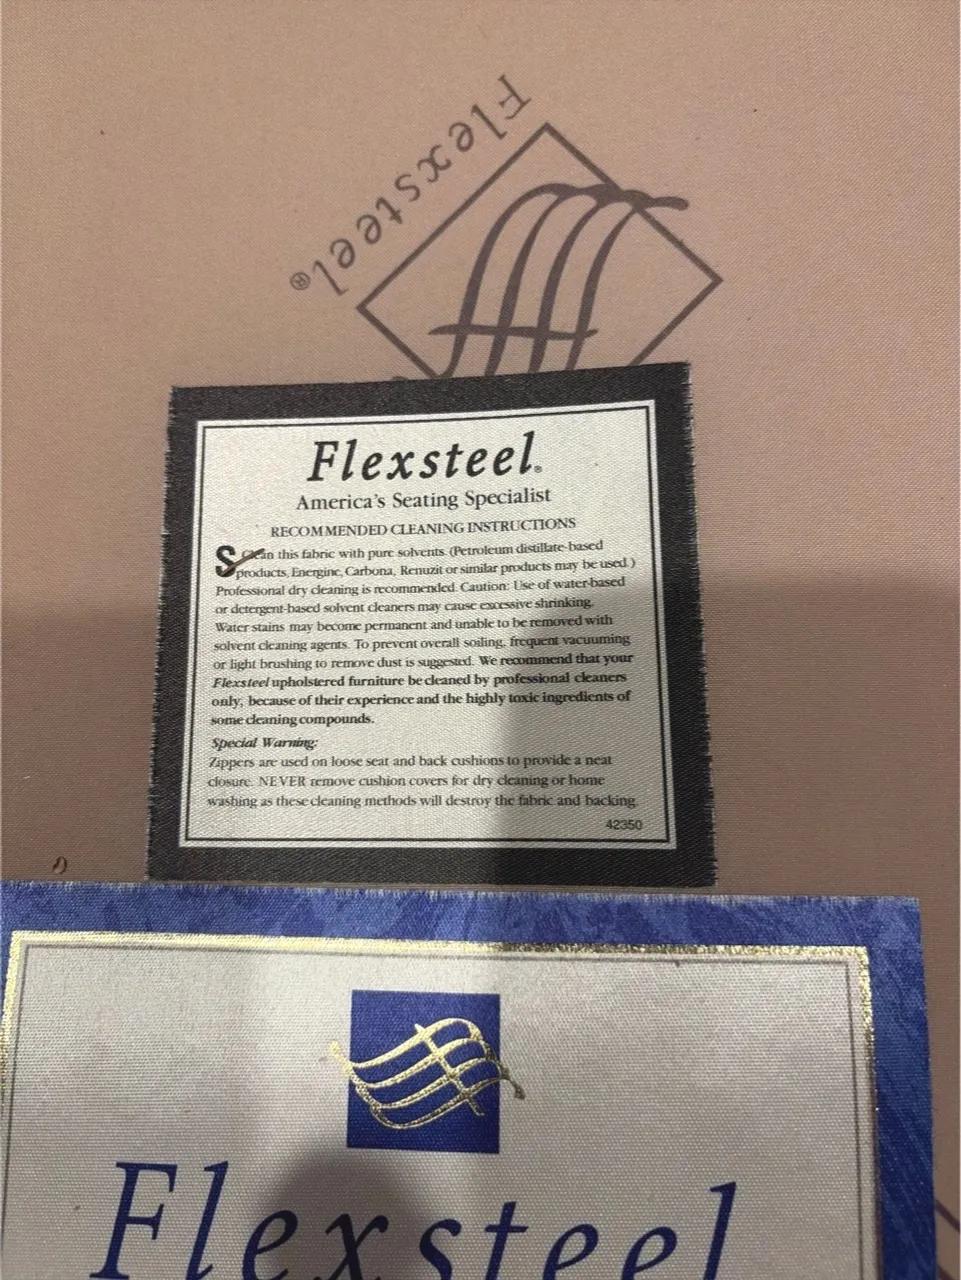 Flexsteel®
Flexsteel®
America's Seating Specialist
RECOMMENDED CLEANING INSTRUCTIONS
S Clean this fabric with pure solvents. (Petroleum distillate-based
products, Energine, Carbona, Renuzit or similar products may be used.)
Professional dry cleaning is recommended. Caution: Use of water-based
or detergent-based solvent cleaners may cause excessive shrinking.
Water stains may become permanent and unable to be removed with
solvent cleaning agents. To prevent overall soiling, frequent vacuuming
or light brushing to remove dust is suggested. We recommend that your
Flexsteel upholstered furniture be cleaned by professional cleaners
only, because of their experience and the highly toxic ingredients of
some cleaning compounds.
Special Warning:
Zippers are used on loose seat and back cushions to provide a neat
closure. NEVER remove cushion covers for dry cleaning or home
washing as these cleaning methods will destroy the fabric and backing.
42350
Flexsteel